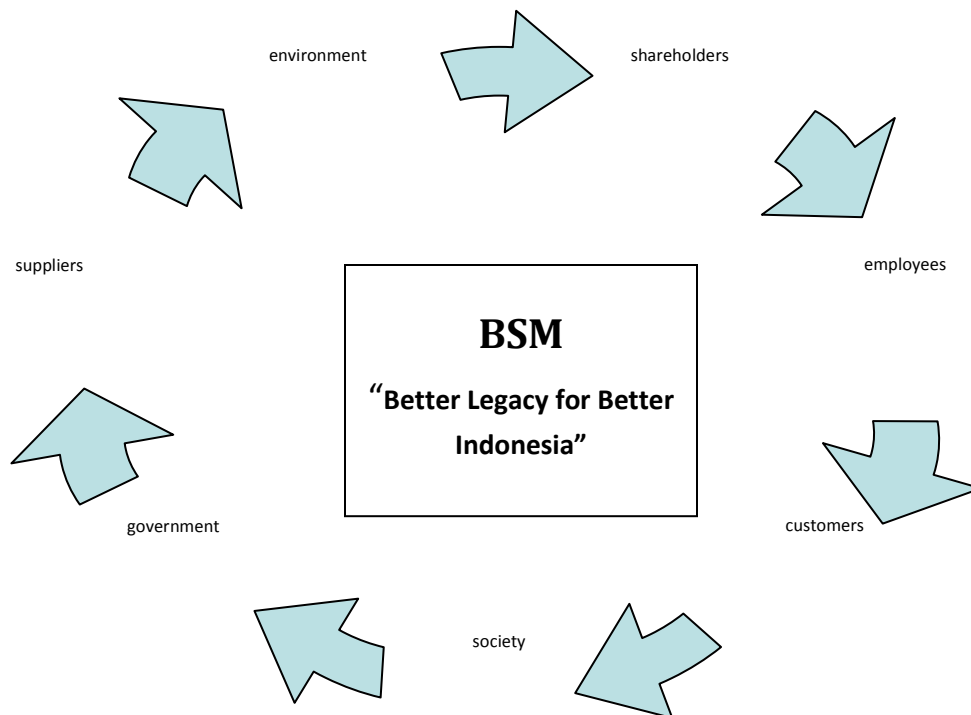 environment
shareholders
suppliers
employees
BSM
“Better Legacy for Better
Indonesia”
government
customers
society